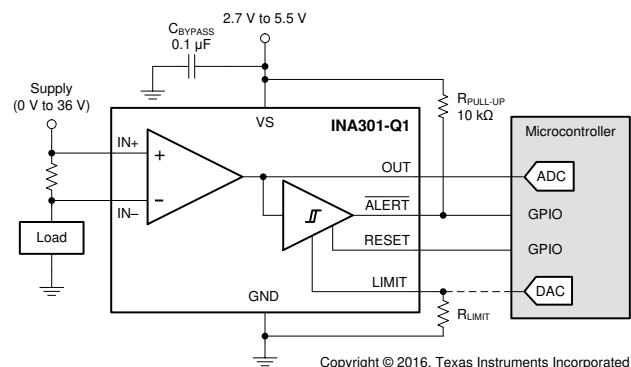 2.7 V to 5.5 V
CBYPASS
0.1 µF
Supply
(0 V to 36 V)
RPULL-UP
10 kΩ
VS
INA301-Q1
Microcontroller
IN+
+
OUT
ADC
IN–
–
ALERT
GPIO
Load
RESET
GPIO
LIMIT
DAC
GND
RLIMIT
Copyright © 2016, Texas Instruments Incorporated